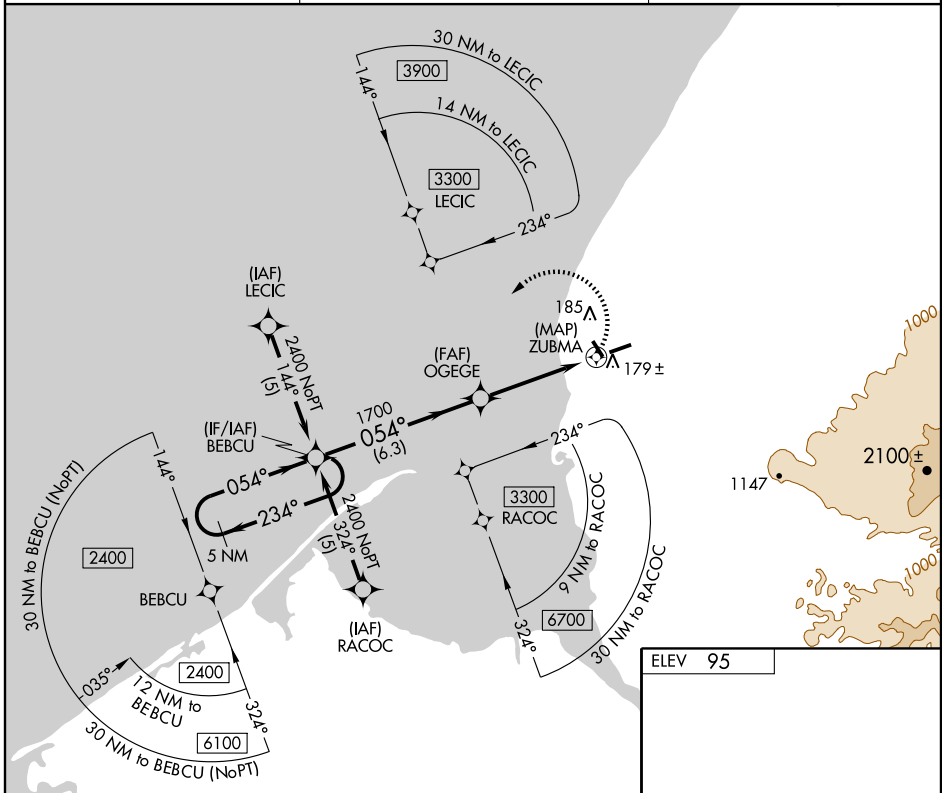 30 NM to LECIC
3900
144°
14 NM to LECIC
3300
LECIC
234°
(IAF)
LECIC
2400 NoPT
144°
(5)
185
(MAP)
ZUBMA
179 ±
(FAF)
OGEGE
1000
(IF/IAF)
BEBCU
1700
054°
(6.3)
054°
234°
5 NM
2400 NoPT
324°
(5)
(IAF)
RACOC
234°
3300
RACOC
9 NM to RACOC
6700
30 NM to RACOC
324°
1147
2100 ±
1000
30 NM to BEBCU (NoPT)
144°
2400
BEBCU
035°
2400
12 NM to
BEBCU
324°
6100
30 NM to BEBCU (NoPT)
ELEV 95